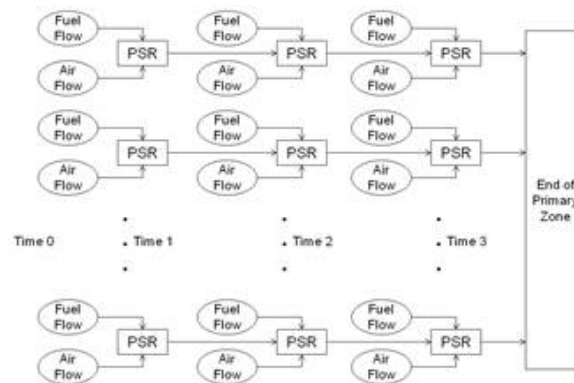 Fuel
Flow
Fuel
Flow
Fuel
Flow
PSR
PSR
PSR
Air
Flow
Air
Flow
Air
Flow
Fuel
Flow
Fuel
Flow
Fuel
Flow
PSR
PSR
PSR
Air
Flow
Air
Flow
Air
Flow
End of
Primary
Zone
Time 0
Time 1
Time 2
Time 3
Fuel
Flow
Fuel
Flow
Fuel
Flow
PSR
PSR
PSR
Air
Flow
Air
Flow
Air
Flow